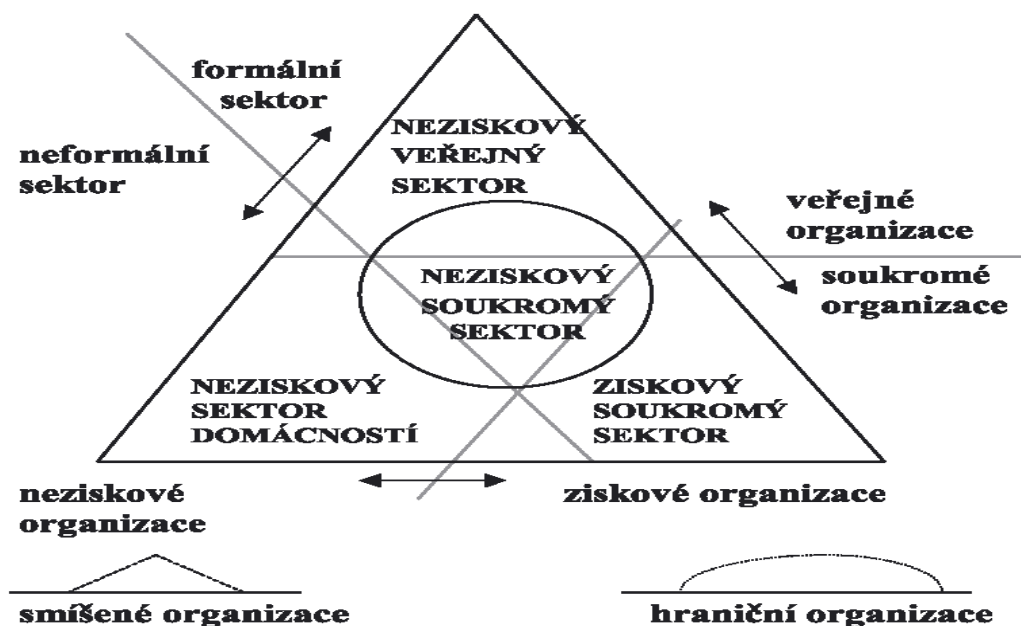 formální
sektor
neformální
sektor
NEZISKOVÝ
VEŘEJNÝ
SEKTOR
veřejné
organizace
soukromé
organizace
NEZISKOVÝ
SOUKROMÝ
SEKTOR
NEZISKOVÝ
SEKTOR
DOMÁCNOSTÍ
ZISKOVÝ
SOUKROMÝ
SEKTOR
neziskové
organizace
ziskové organizace
smíšené organizace
hraniční organizace